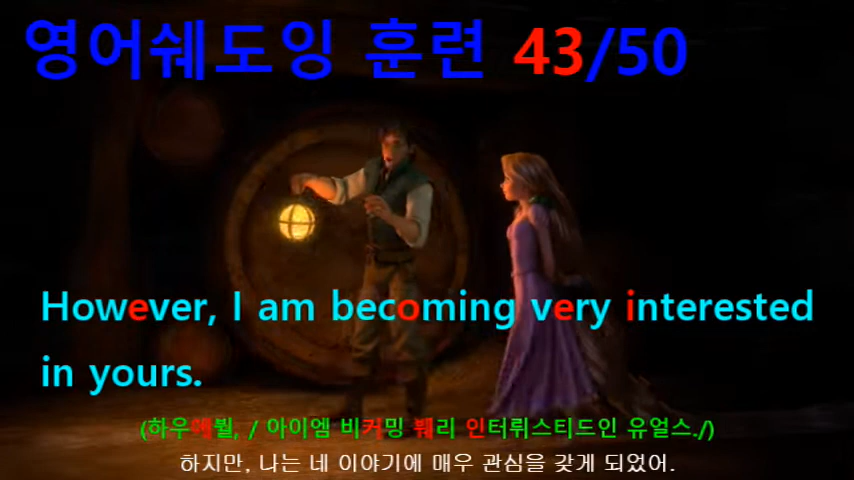 영어쉐도잉 훈련 43/50
However, I am becoming very interested
in yours.
(하우에붤, / 아이엠 비커밍 붸리 인터뤼스티드인 유얼스./)
하지만, 나는 네 이야기에 매우 관심을 갖게 되었어.